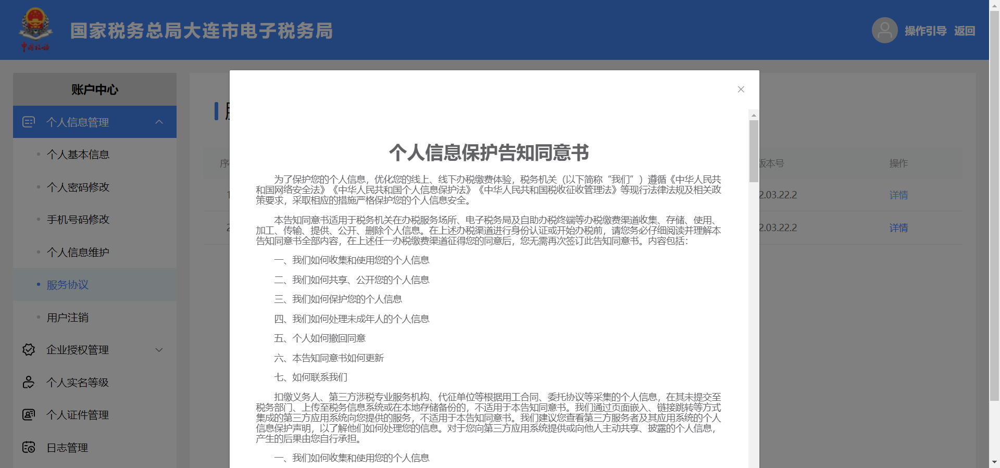 国家税务总局大连市电子税务局
操作引导 返回
账户中心
个人信息管理
个人基本信息
个人密码修改
手机号码修改
个人信息维护
服务协议
用户注销
企业授权管理
个人实名等级
个人证件管理
日志管理
版本号 操作
1 2.03.22.2 详情
2 2.03.22.2 详情
个人信息保护告知同意书
为了保护您的个人信息，优化您的线上、线下办税缴费体验，税务机关（以下简称“我们”）遵循《中华人民共
和国网络安全法》《中华人民共和国个人信息保护法》《中华人民共和国税收征收管理法》等现行法律法规及相关政
策要求，采取相应的措施严格保护您的个人信息安全。
本告知同意书适用于税务机关在办税服务场所、电子税务局及自助办税终端等办税缴费渠道收集、存储、使用、
加工、传输、提供、公开、删除个人信息。在上述办税渠道进行身份认证或开始办税前，请您务必仔细阅读并理解本
告知同意书全部内容，在上述任一办税缴费渠道征得您的同意后，您无需再次签订此告知同意书。内容包括：
一、我们如何收集和使用您的个人信息
二、我们如何共享、公开您的个人信息
三、我们如何保护您的个人信息
四、我们如何处理未成年人的个人信息
五、个人如何撤回同意
六、本告知同意书如何更新
七、如何联系我们
扣缴义务人、第三方涉税专业服务机构、代征单位等根据用工合同、委托协议等采集的个人信息，在其未提交至
税务部门、上传至税务信息系统或在本地存储备份的，不适用于本告知同意书。我们通过页面嵌入、链接跳转等方式
集成的第三方应用系统向您提供的服务，不适用于本告知同意书。我们建议您查看第三方服务者及其应用系统的个人
信息保护声明，以了解他们如何处理您的信息。对于您向第三方应用系统提供或向他人主动共享、披露的个人信息，
产生的后果由您自行承担。
一、我们如何收集和使用您的个人信息